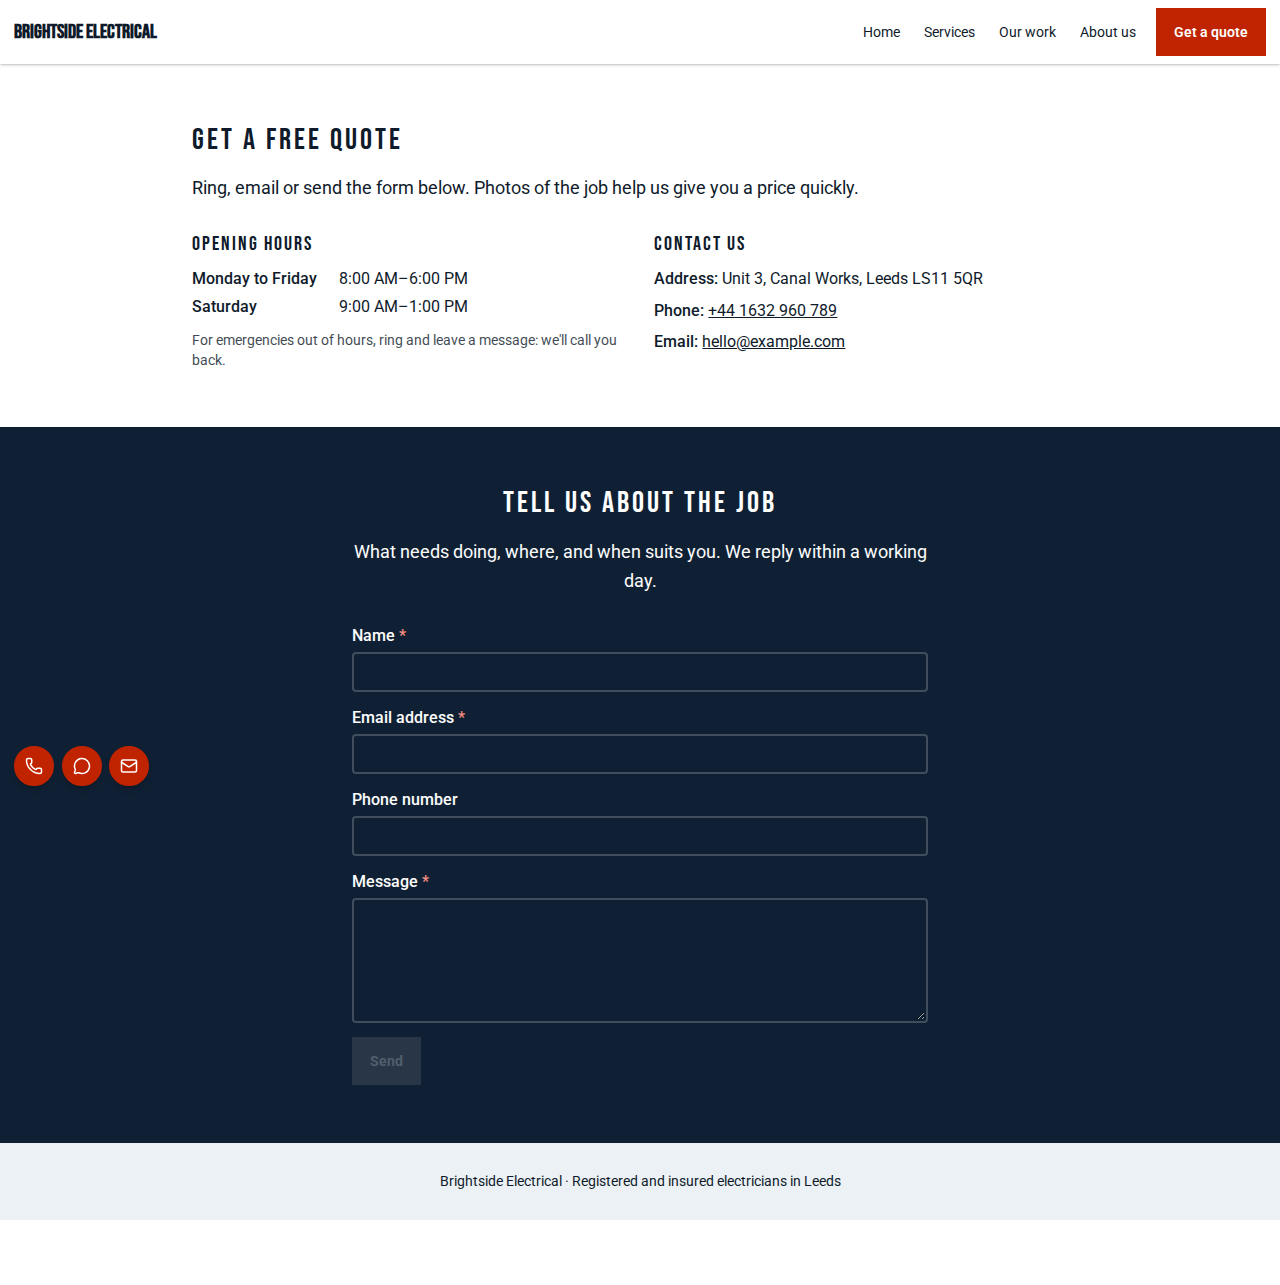 BRIGHTSIDE ELECTRICAL
Home
Services
Our work
About us
Get a quote
GET A FREE QUOTE
Ring, email or send the form below. Photos of the job help us give you a price quickly.
OPENING HOURS
Monday to Friday 8:00 AM–6:00 PM
Saturday 9:00 AM–1:00 PM
For emergencies out of hours, ring and leave a message: we'll call you
back.
CONTACT US
Address: Unit 3, Canal Works, Leeds LS11 5QR
Phone: +44 1632 960 789
Email: hello@example.com
TELL US ABOUT THE JOB
What needs doing, where, and when suits you. We reply within a working
day.
Name *
Email address *
Phone number
Message *
Send
Brightside Electrical · Registered and insured electricians in Leeds